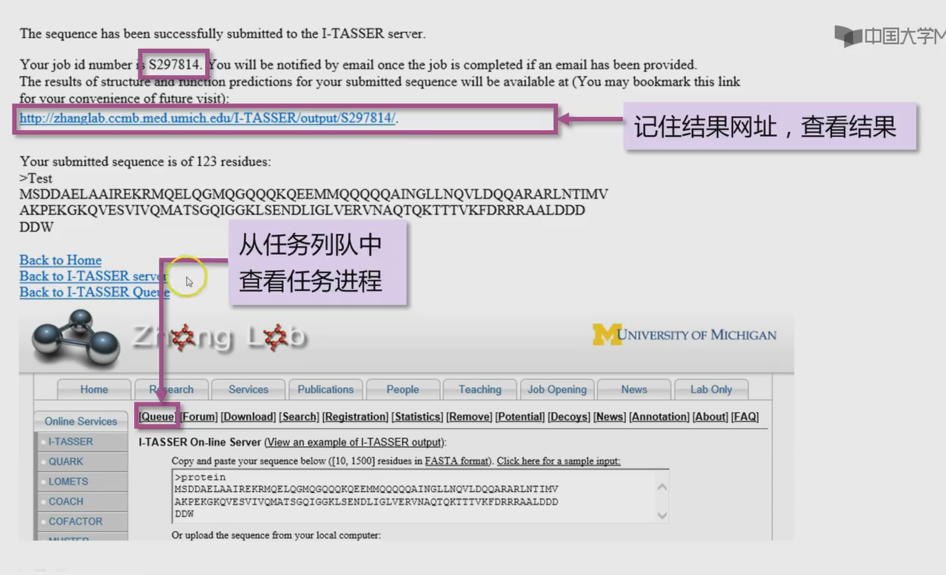 The sequence has been successfully submitted to the I-TASSER server.
中国大学M
Your job id number is S297814. You will be notified by email once the job is completed if an email has been provided.
The results of structure and function predictions for your submitted sequence will be available at (You may bookmark this link
for your convenience of future visit):
http://zhanglab.ccmb.med.umich.edu/I-TASSER/output/S297814/.
记住结果网址，查看结果
Your submitted sequence is of 123 residues:
>Test
MSDDAELAAIREKRMQELQGMQGQQQKQEEMMQQQQQAINGLLNQVLDQQARARLNTIMV
AKPEKGKQVESVIVQMATSGQIGGKLSENDLIGLVERVNAQTQKTTTVKFDRRRAALDDD
DDW
从任务列队中
查看任务进程
Back to Home
Back to I-TASSER server
Back to I-TASSER Queue
Zhang Lab
M UNIVERSITY OF MICHIGAN
Home Research Services Publications People Teaching Job Opening News Lab Only
Online Services
I-TASSER
QUARK
LOMETS
COACH
COFACTOR
MUSTER
[Queue] [Forum] [Download] [Search] [Registration] [Statistics] [Remove] [Potential] [Decoys] [News] [Annotation] [About] [FAQ]
I-TASSER On-line Server (View an example of I-TASSER output):
Copy and paste your sequence below ([10, 1500] residues in FASTA format). Click here for a sample input:
>protein
MSDDAELAAIREKRMQELQGMQGQQQKQEEMMQQQQQAINGLLNQVLDQQARARLNTIMV
AKPEKGKQVESVIVQMATSGQIGGKLSENDLIGLVERVNAQTQKTTTVKFDRRRAALDDD
DDW
Or upload the sequence from your local computer: